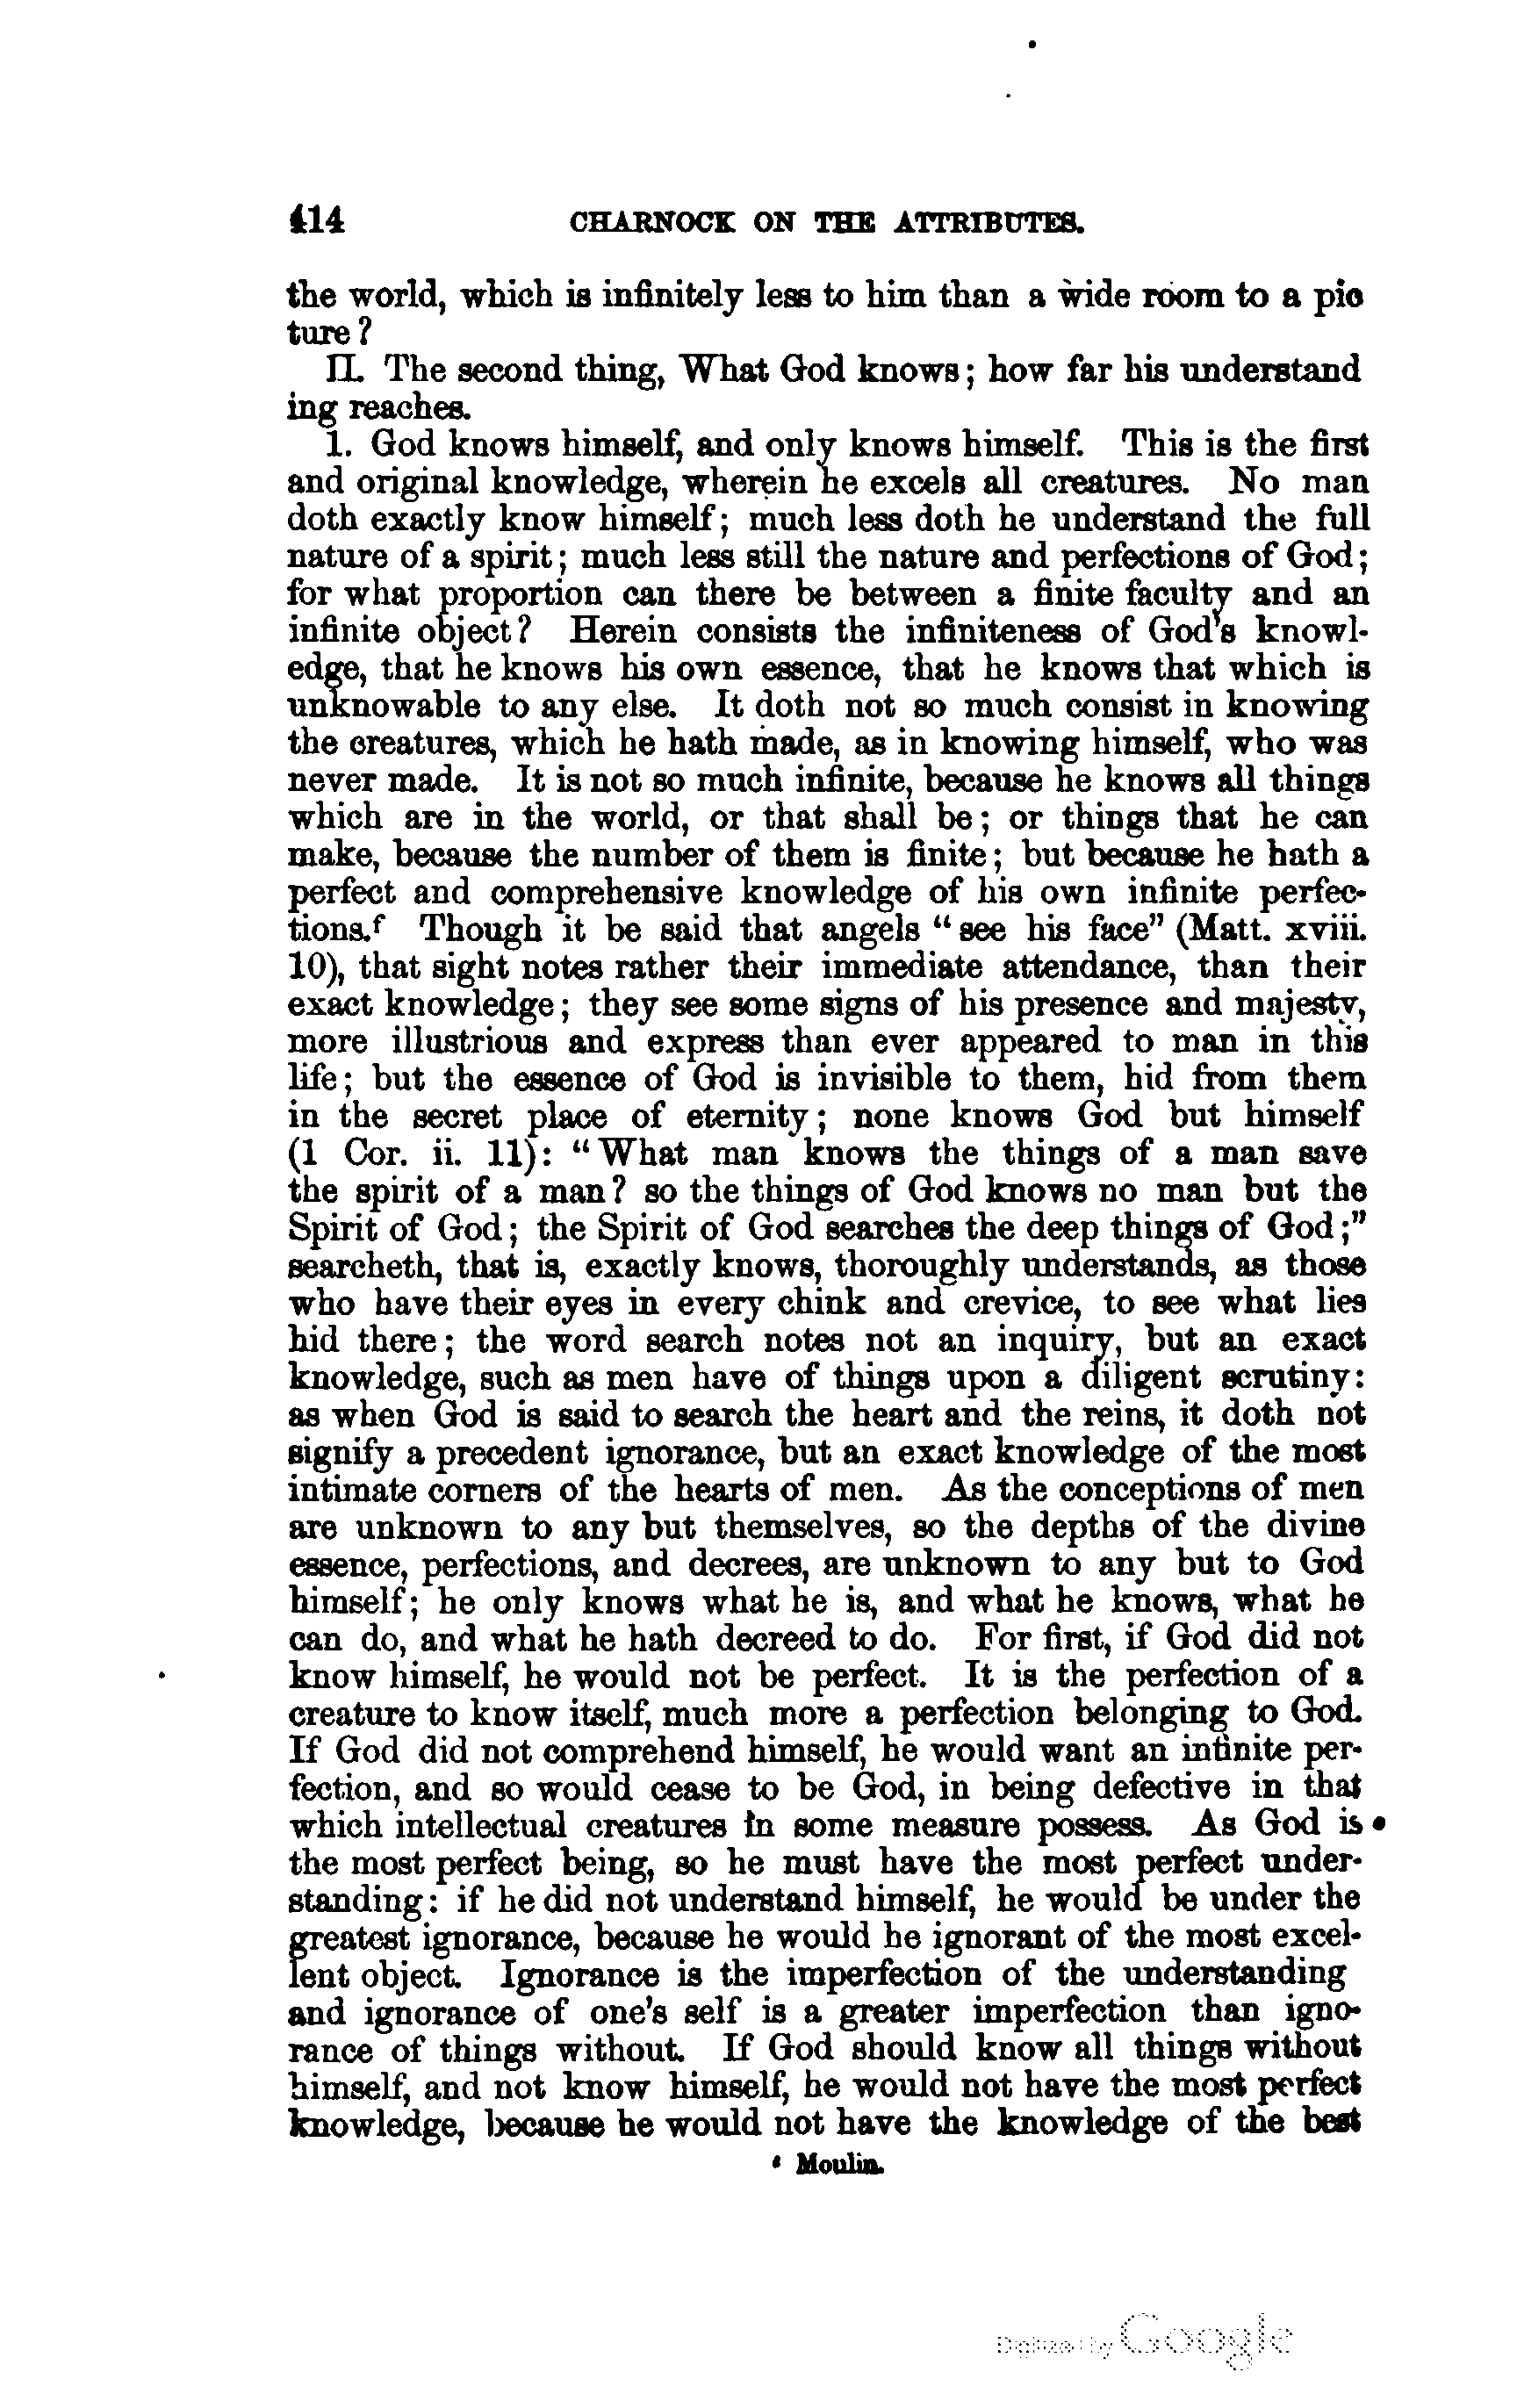 414 CHARNOCK ON THE ATTRIBUTES.
the world, which is infinitely less to him than a wide room to a pic
ture?
II. The second thing, What God knows; how far his understand
ing reaches.
1. God knows himself, and only knows himself. This is the first
and original knowledge, wherein he excels all creatures. No man
doth exactly know himself; much less doth he understand the full
nature of a spirit; much less still the nature and perfections of God;
for what proportion can there be between a finite faculty and an
infinite object? Herein consists the infiniteness of God's knowl-
edge, that he knows his own essence, that he knows that which is
unknowable to any else. It doth not so much consist in knowing
the creatures, which he hath made, as in knowing himself, who was
never made. It is not so much infinite, because he knows all things
which are in the world, or that shall be; or things that he can
make, because the number of them is finite; but because he hath a
perfect and comprehensive knowledge of his own infinite perfec-
tions.f Though it be said that angels "see his face" (Matt. xviii.
10), that sight notes rather their immediate attendance, than their
exact knowledge; they see some signs of his presence and majesty,
more illustrious and express than ever appeared to man in this
life; but the essence of God is invisible to them, hid from them
in the secret place of eternity; none knows God but himself
(1 Cor. ii. 11): "What man knows the things of a man save
the spirit of a man? so the things of God knows no man but the
Spirit of God; the Spirit of God searches the deep things of God;"
searcheth, that is, exactly knows, thoroughly understands, as those
who have their eyes in every chink and crevice, to see what lies
hid there; the word search notes not an inquiry, but an exact
knowledge, such as men have of things upon a diligent scrutiny:
as when God is said to search the heart and the reins, it doth not
signify a precedent ignorance, but an exact knowledge of the most
intimate corners of the hearts of men. As the conceptions of men
are unknown to any but themselves, so the depths of the divine
essence, perfections, and decrees, are unknown to any but to God
himself; he only knows what he is, and what he knows, what he
can do, and what he hath decreed to do. For first, if God did not
know himself, he would not be perfect. It is the perfection of a
creature to know itself, much more a perfection belonging to God.
If God did not comprehend himself, he would want an infinite per-
fection, and so would cease to be God, in being defective in that
which intellectual creatures in some measure possess. As God is
the most perfect being, so he must have the most perfect under-
standing: if he did not understand himself, he would be under the
greatest ignorance, because he would be ignorant of the most excel-
lent object. Ignorance is the imperfection of the understanding
and ignorance of one's self is a greater imperfection than igno-
rance of things without. If God should know all things without
himself, and not know himself, he would not have the most perfect
knowledge, because he would not have the knowledge of the best
f Moulin.
Digitized by Google